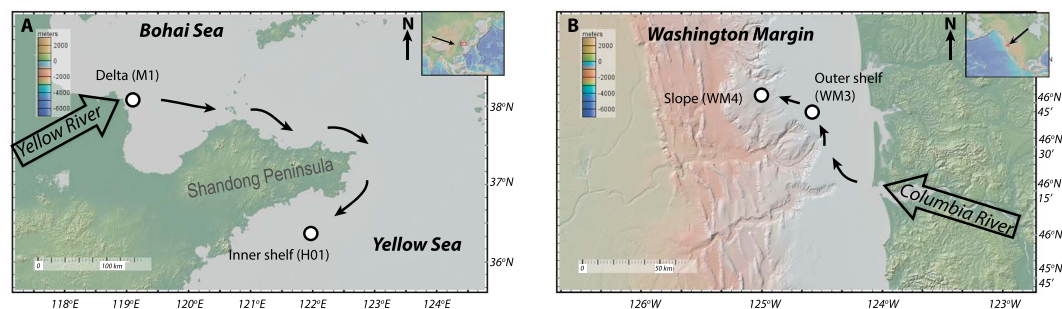 A
Bohai Sea
N
meters
2000
0
-2000
-4000
-6000
Delta (M1)
Yellow River
Shandong Peninsula
Inner shelf (H01)
Yellow Sea
0
100 km
38°N
37°N
36°N
118°E
119°E
120°E
121°E
122°E
123°E
124°E
B
Washington Margin
N
meters
2000
0
-2000
-4000
-6000
Outer shelf
(WM3)
Slope (WM4)
Columbia River
0
50 km
46°N
45'
46°N
30'
46°N
15'
46°N
45°N
45'
126°W
125°W
124°W
123°W